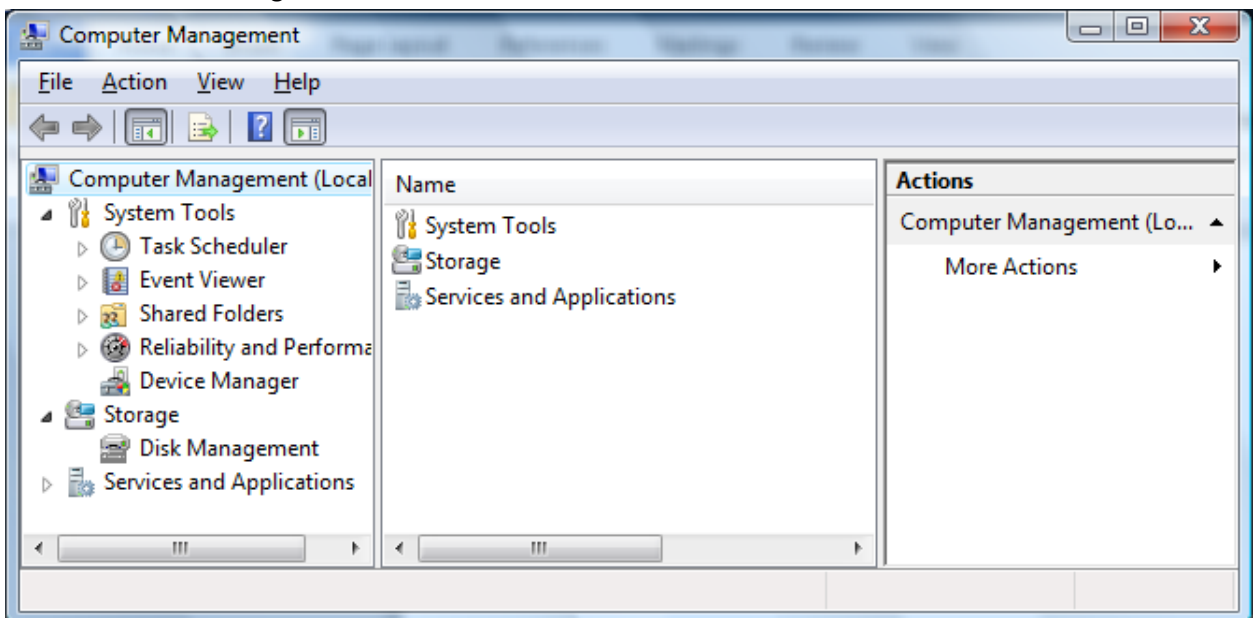 Computer Management
File Action View Help
Computer Management (Local
System Tools
Task Scheduler
Event Viewer
Shared Folders
Reliability and Performa
Device Manager
Storage
Disk Management
Services and Applications
Name
System Tools
Storage
Services and Applications
Actions
Computer Management (Lo...
More Actions